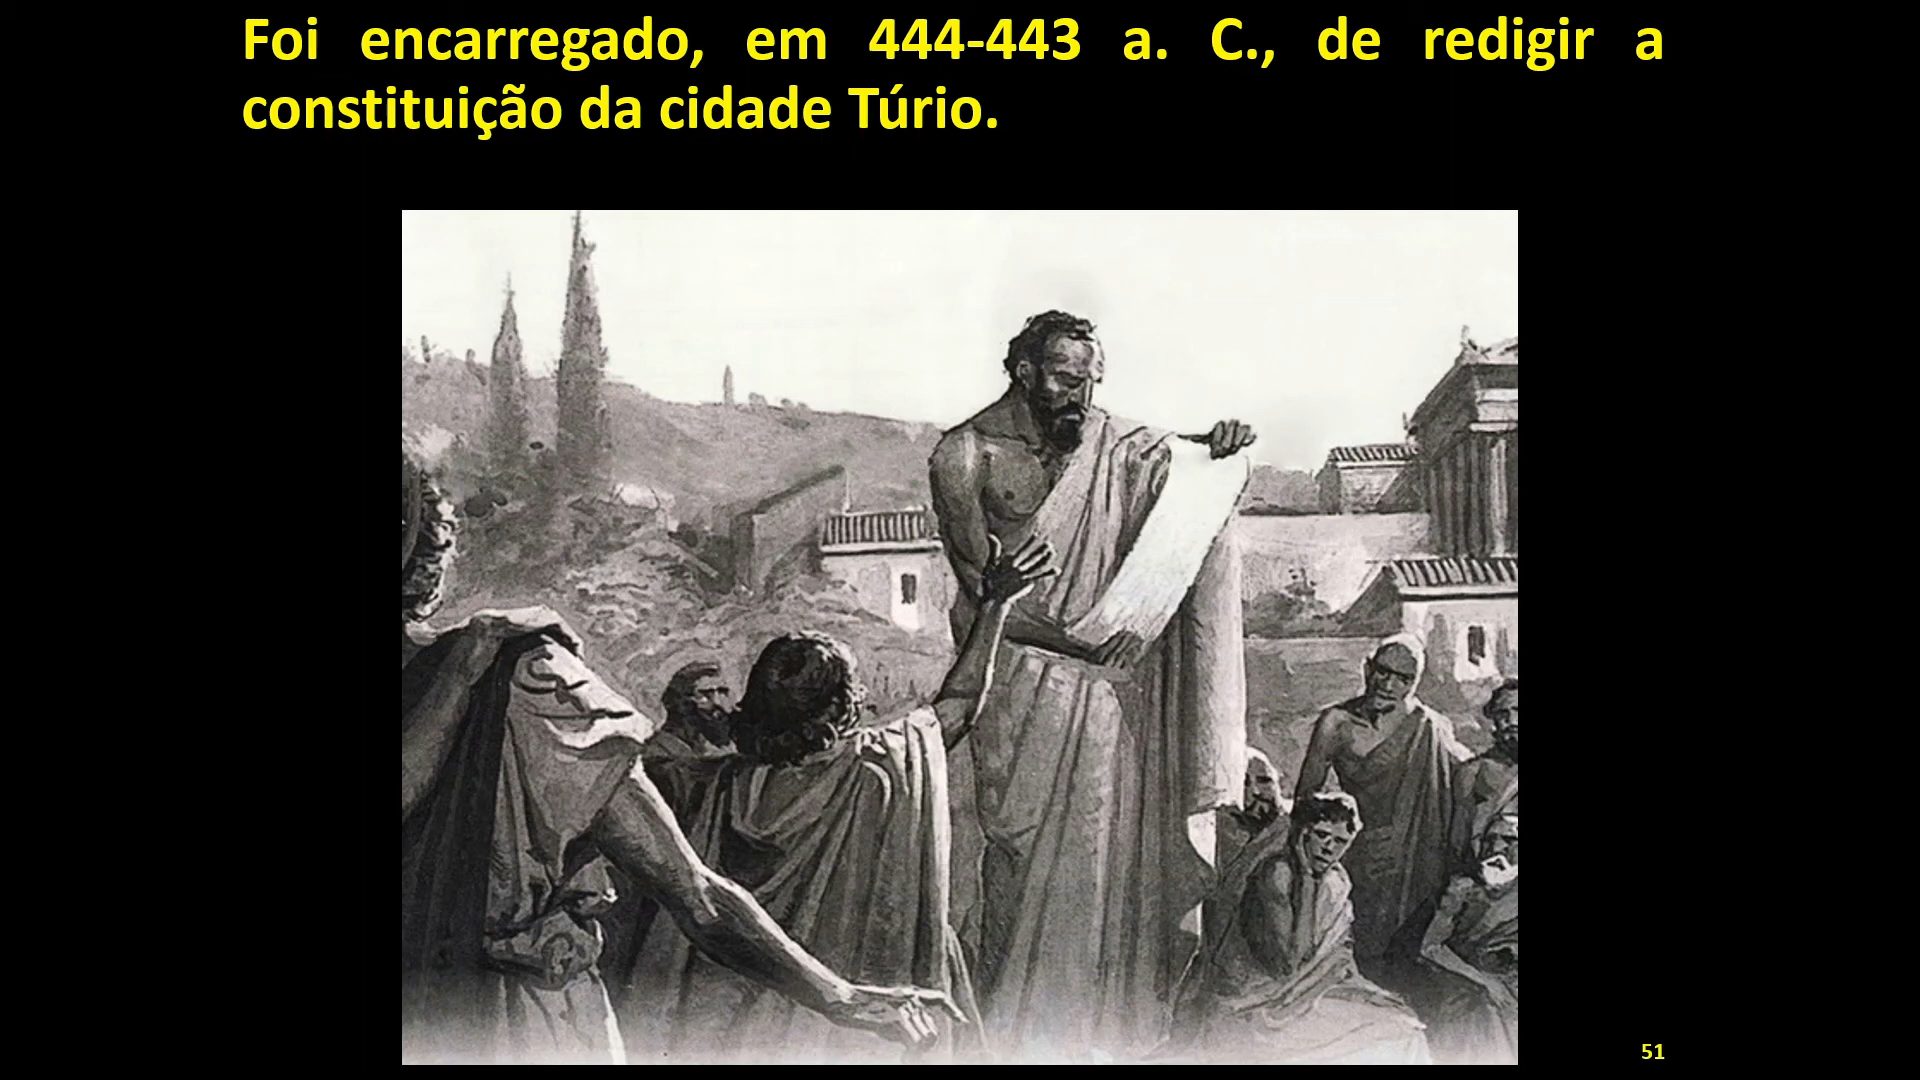 Foi encarregado, em 444-443 a. C., de redigir a
constituição da cidade Túrio.
51